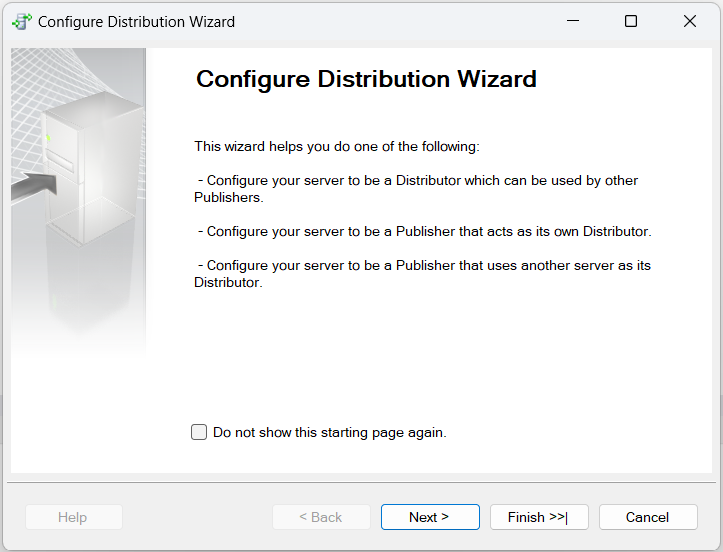 Configure Distribution Wizard
Configure Distribution Wizard
This wizard helps you do one of the following:
- Configure your server to be a Distributor which can be used by other
Publishers.
- Configure your server to be a Publisher that acts as its own Distributor.
- Configure your server to be a Publisher that uses another server as its
Distributor.
Do not show this starting page again.
Help
< Back
Next >
Finish >>|
Cancel